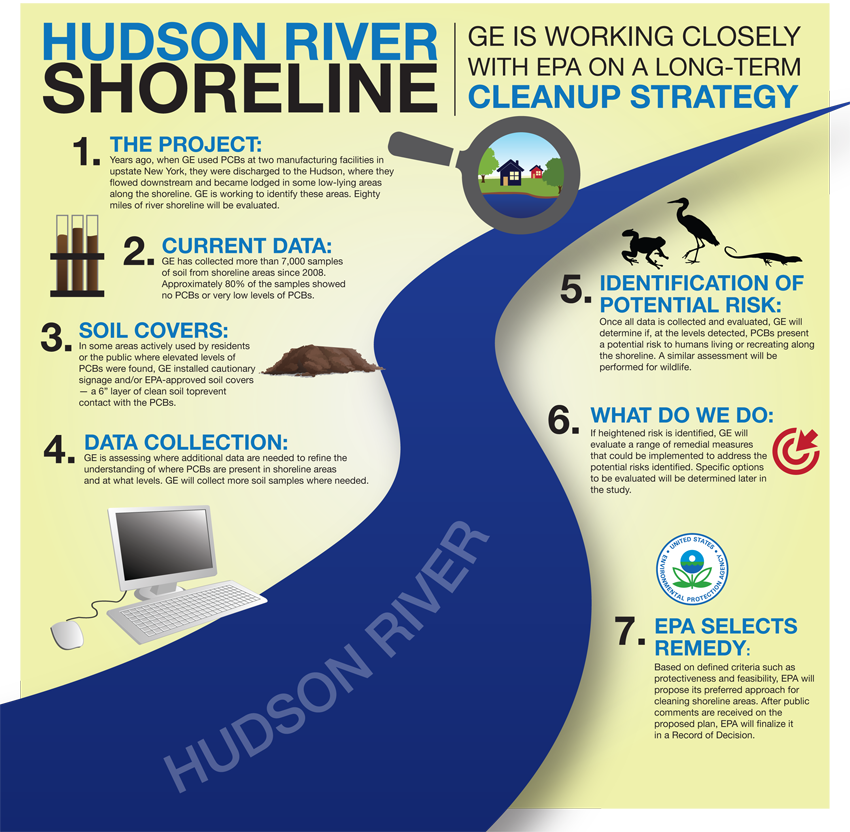 HUDSON RIVER
SHORELINE
GE IS WORKING CLOSELY
WITH EPA ON A LONG-TERM
CLEANUP STRATEGY
1. THE PROJECT:
Years ago, when GE used PCBs at two manufacturing facilities in
upstate New York, they were discharged to the Hudson, where they
flowed downstream and became lodged in some low-lying areas
along the shoreline. GE is working to identify these areas. Eighty
miles of river shoreline will be evaluated.
2. CURRENT DATA:
GE has collected more than 7,000 samples
of soil from shoreline areas since 2008.
Approximately 80% of the samples showed
no PCBs or very low levels of PCBs.
3. SOIL COVERS:
In some areas actively used by residents
or the public where elevated levels of
PCBs were found, GE installed cautionary
signage and/or EPA-approved soil covers
— a 6” layer of clean soil toprevent
contact with the PCBs.
4. DATA COLLECTION:
GE is assessing where additional data are needed to refine the
understanding of where PCBs are present in shoreline areas
and at what levels. GE will collect more soil samples where needed.
5. IDENTIFICATION OF
POTENTIAL RISK:
Once all data is collected and evaluated, GE will
determine if, at the levels detected, PCBs present
a potential risk to humans living or recreating along
the shoreline. A similar assessment will be
performed for wildlife.
6. WHAT DO WE DO:
If heightened risk is identified, GE will
evaluate a range of remedial measures
that could be implemented to address the
potential risks identified. Specific options
to be evaluated will be determined later in
the study.
UNITED STATES
ENVIRONMENTAL PROTECTION AGENCY
7. EPA SELECTS
REMEDY:
Based on defined criteria such as
protectiveness and feasibility, EPA will
propose its preferred approach for
cleaning shoreline areas. After public
comments are received on the
proposed plan, EPA will finalize it
in a Record of Decision.
HUDSON RIVER